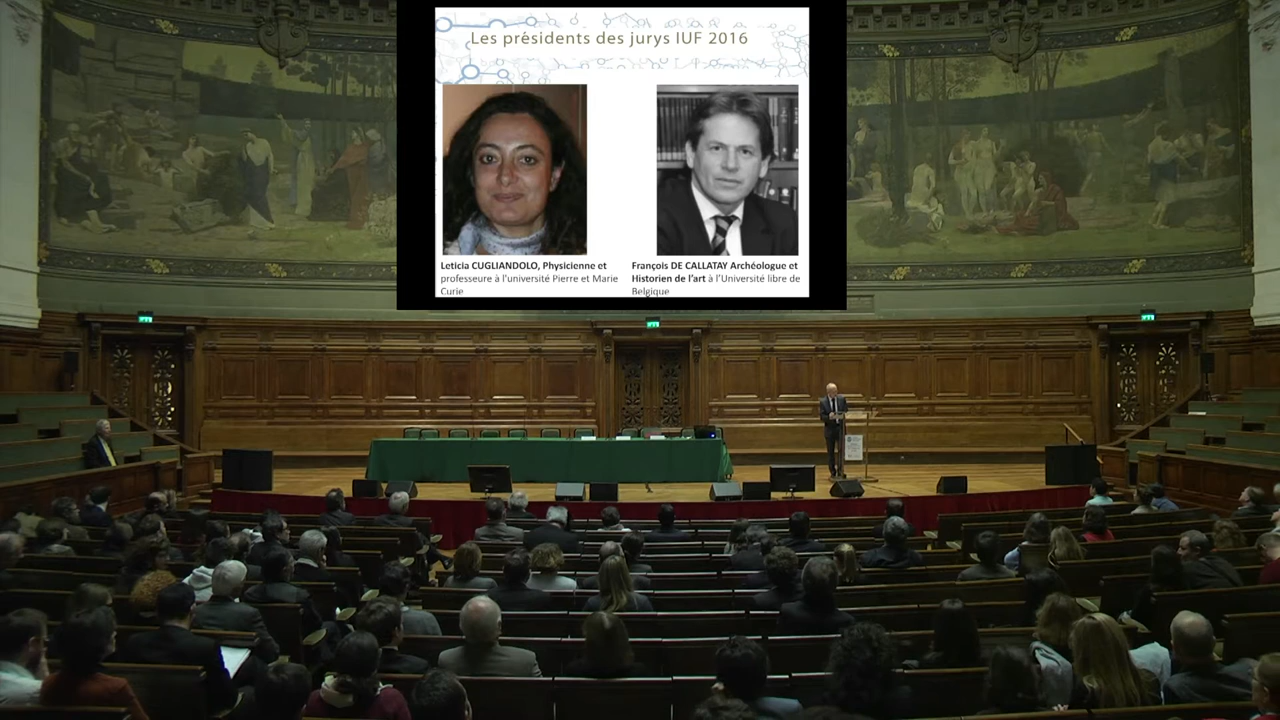 Les présidents des jurys IUF 2016
Leticia CUGLIANDOLO, Physicienne et
professeure à l'université Pierre et Marie
Curie
François DE CALLATAY Archéologue et
Historien de l'art à l'Université libre de
Belgique